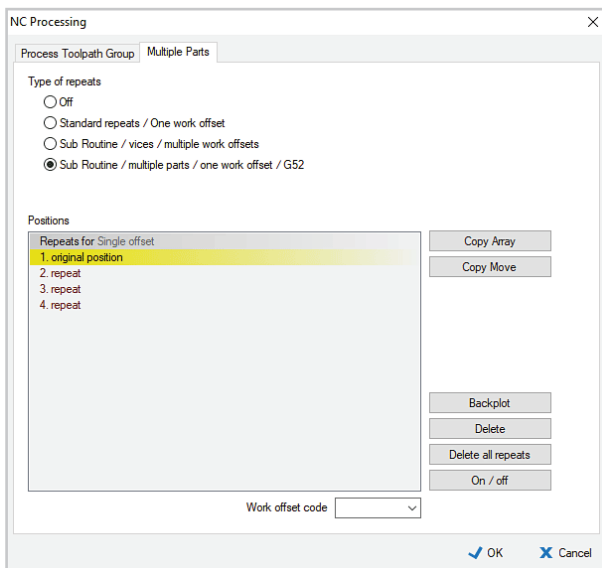 NC Processing
Process Toolpath Group
Multiple Parts
Type of repeats
Off
Standard repeats / One work offset
Sub Routine / vices / multiple work offsets
Sub Routine / multiple parts / one work offset / G52
Positions
Repeats for Single offset
1. original position
2. repeat
3. repeat
4. repeat
Copy Array
Copy Move
Backplot
Delete
Delete all repeats
On / off
Work offset code
OK
Cancel